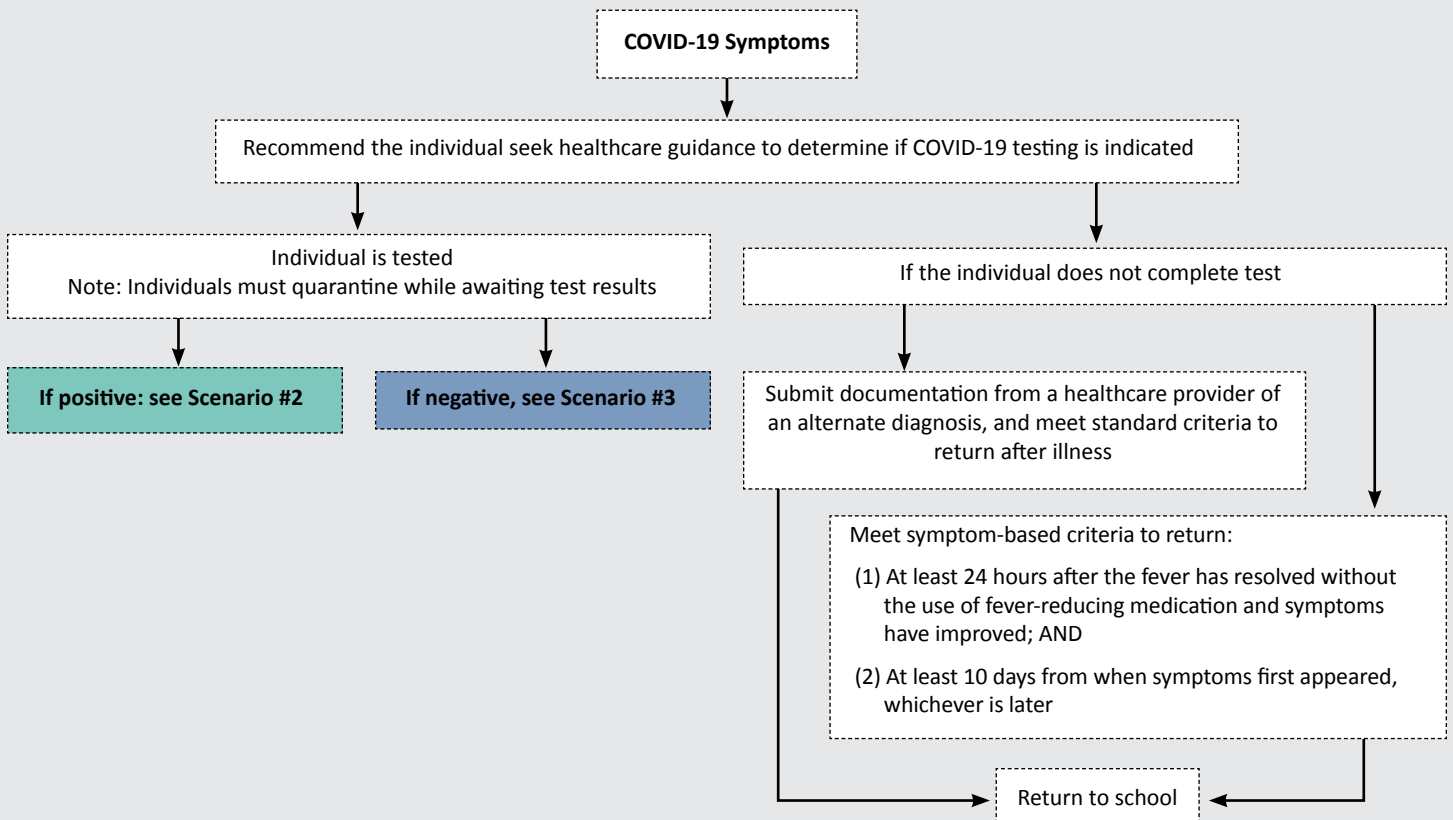 COVID-19 Symptoms
Recommend the individual seek healthcare guidance to determine if COVID-19 testing is indicated
Individual is tested
Note: Individuals must quarantine while awaiting test results
If the individual does not complete test
If positive: see Scenario #2
If negative, see Scenario #3
Submit documentation from a healthcare provider of
an alternate diagnosis, and meet standard criteria to
return after illness
Meet symptom-based criteria to return:
(1) At least 24 hours after the fever has resolved without
the use of fever-reducing medication and symptoms
have improved; AND
(2) At least 10 days from when symptoms first appeared,
whichever is later
Return to school